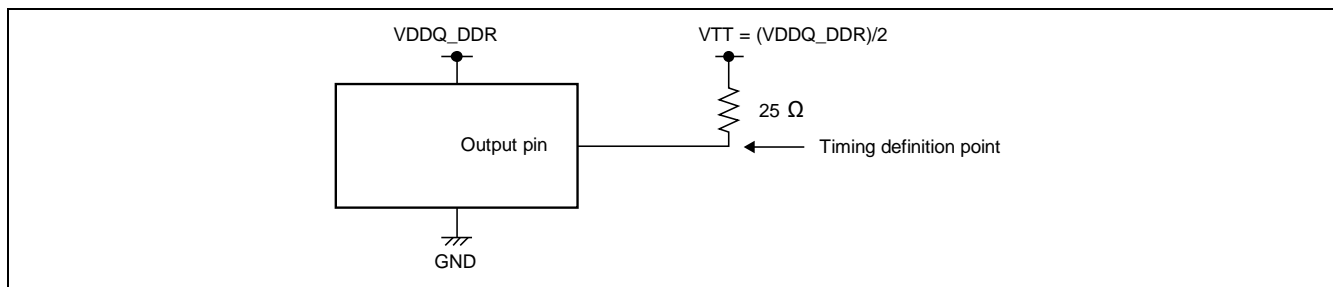 VDDQ_DDR
VTT = (VDDQ_DDR)/2
25 Ω
Output pin
Timing definition point
GND